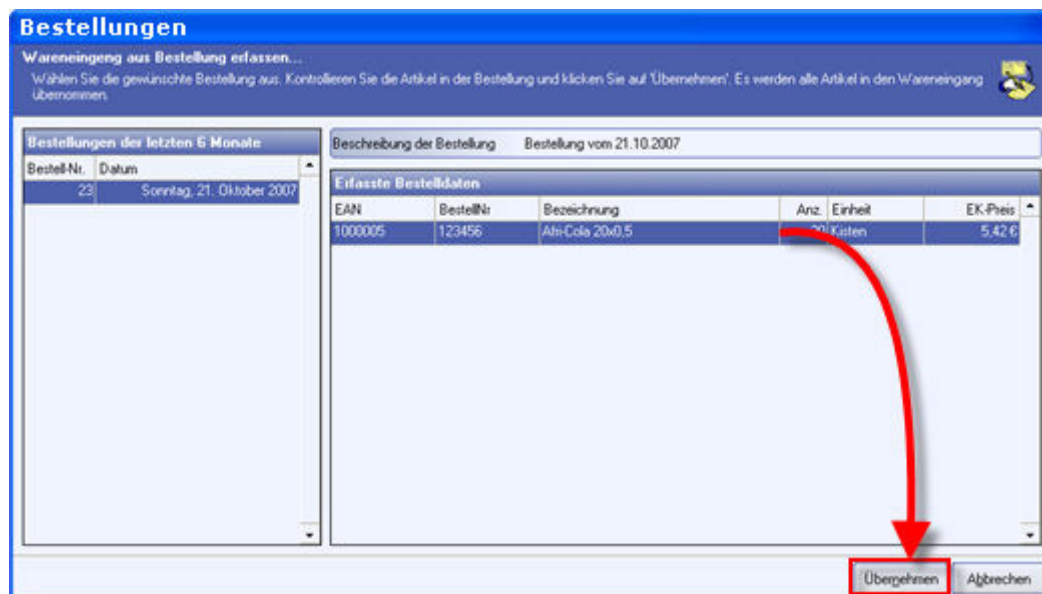 Bestellungen
Wareneingeng aus Bestellung erfassen...
Wählen Sie die gewünschte Bestellung aus. Kontrollieren Sie die Artikel in der Bestellung und klicken Sie auf 'Übernehmen'. Es werden alle Artikel in den Wareneingang
übernommen.
Bestellungen der letzten 6 Monate
Bestell-Nr. Datum
23 Sonntag, 21. Oktober 2007
Beschreibung der Bestellung Bestellung vom 21.10.2007
Erfasste Bestelldaten
EAN BestellNr Bezeichnung Anz. Einheit EK-Preis
1000005 123456 Afri-Cola 20x0,5 Kisten 5,42 €
Übernehmen Abbrechen